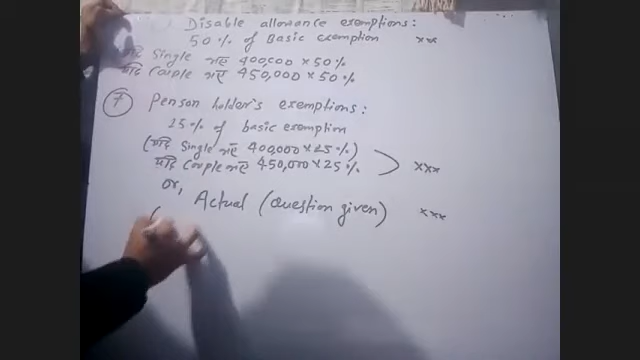 Disable allowance exemptions:
50% of Basic exemption xx
यदि Single भए 400,000 × 50%
यदि Couple भए 450,000 × 50%
7 Penson holder's exemptions:
25% of basic exemption
(यदि Single भए 400,000 × 25%)
यदि Couple भए 450,000 × 25% xxx
or,
Actual (question given) xxx
(